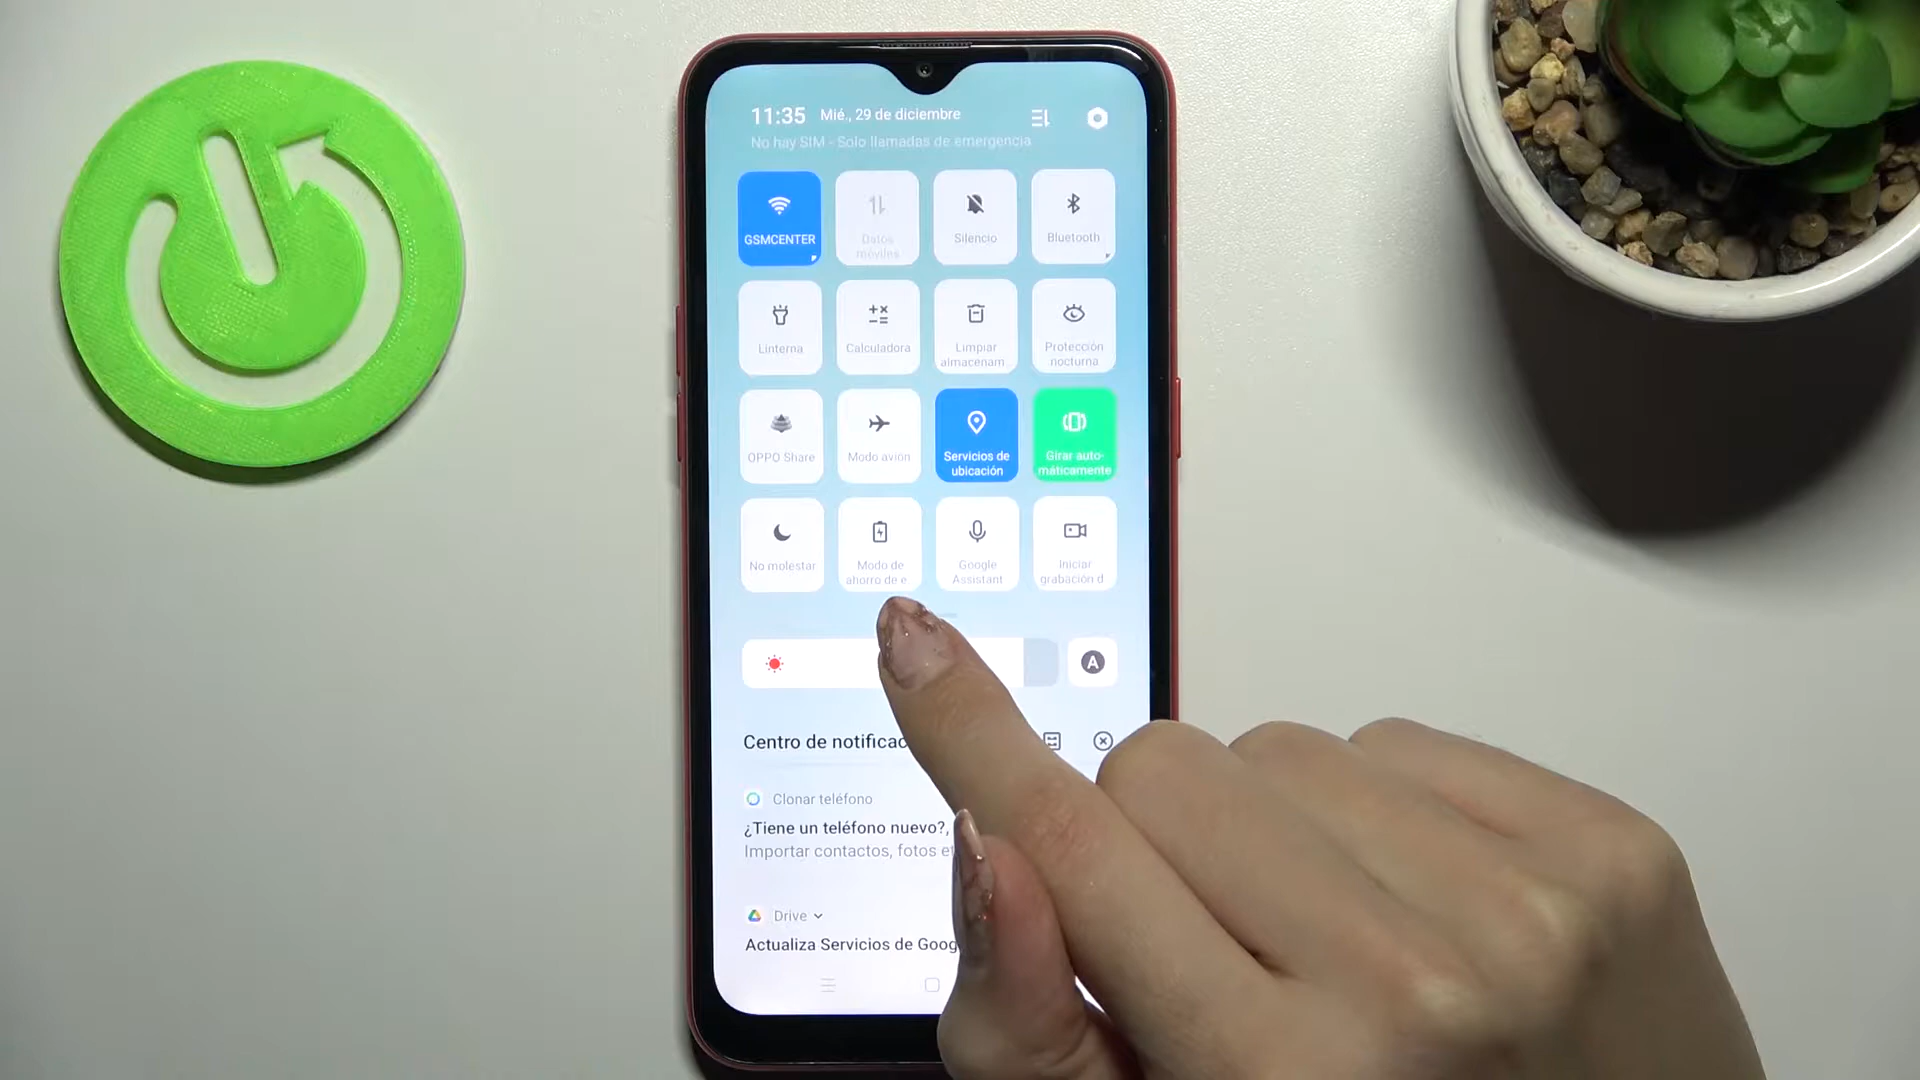 11:35 Mié., 29 de diciembre
No hay SIM - Solo llamadas de emergencia
GSMCENTER
Datos
móviles
Silencio
Bluetooth
Linterna
Calculadora
Limpiar
almacenam
Protección
nocturna
OPPO Share
Modo avión
Servicios de
ubicación
Girar auto-
máticamente
No molestar
Modo de
ahorro de e
Google
Assistant
Iniciar
grabación d
A
Centro de notificac
Clonar teléfono
¿Tiene un teléfono nuevo?,
Importar contactos, fotos et
Drive
Actualiza Servicios de Goog